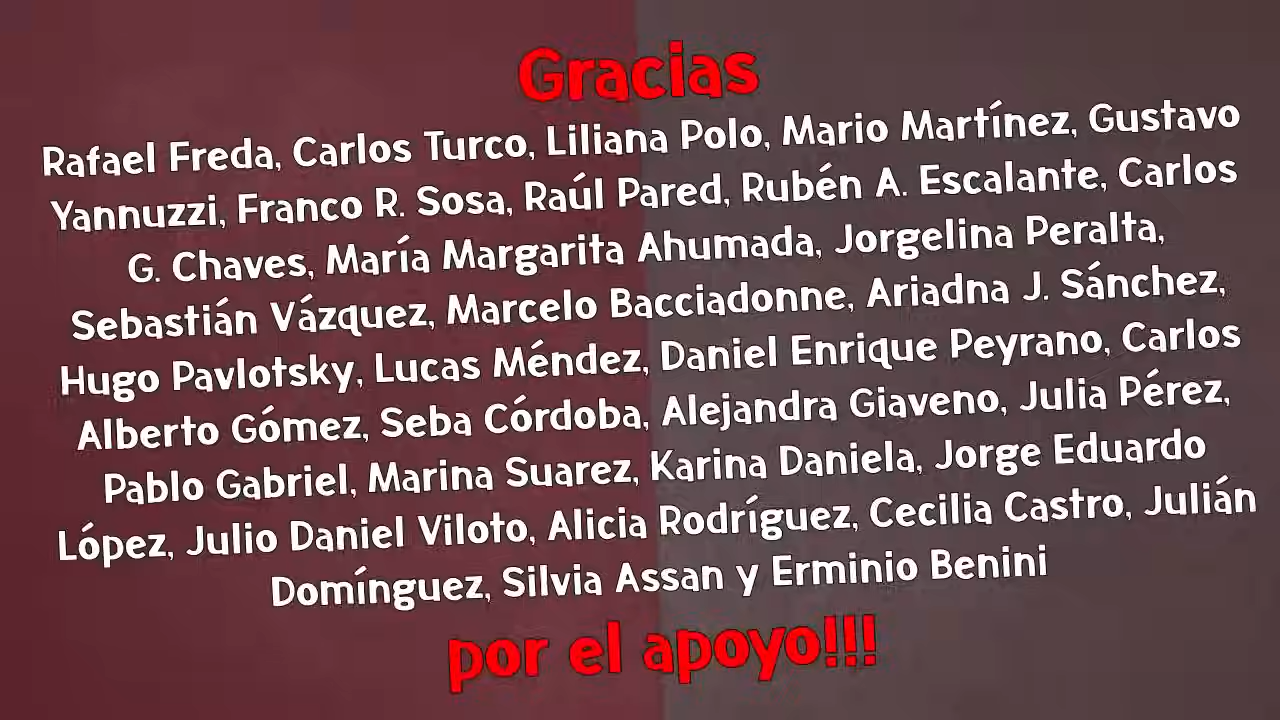 Gracias
Rafael Freda, Carlos Turco, Liliana Polo, Mario Martínez, Gustavo
Yannuzzi, Franco R. Sosa, Raúl Pared, Rubén A. Escalante, Carlos
G. Chaves, María Margarita Ahumada, Jorgelina Peralta,
Sebastián Vázquez, Marcelo Bacciadonne, Ariadna J. Sánchez,
Hugo Pavlotsky, Lucas Méndez, Daniel Enrique Peyrano, Carlos
Alberto Gómez, Seba Córdoba, Alejandra Giaveno, Julia Pérez,
Pablo Gabriel, Marina Suarez, Karina Daniela, Jorge Eduardo
López, Julio Daniel Viloto, Alicia Rodríguez, Cecilia Castro, Julián
Domínguez, Silvia Assan y Erminio Benini
por el apoyo!!!